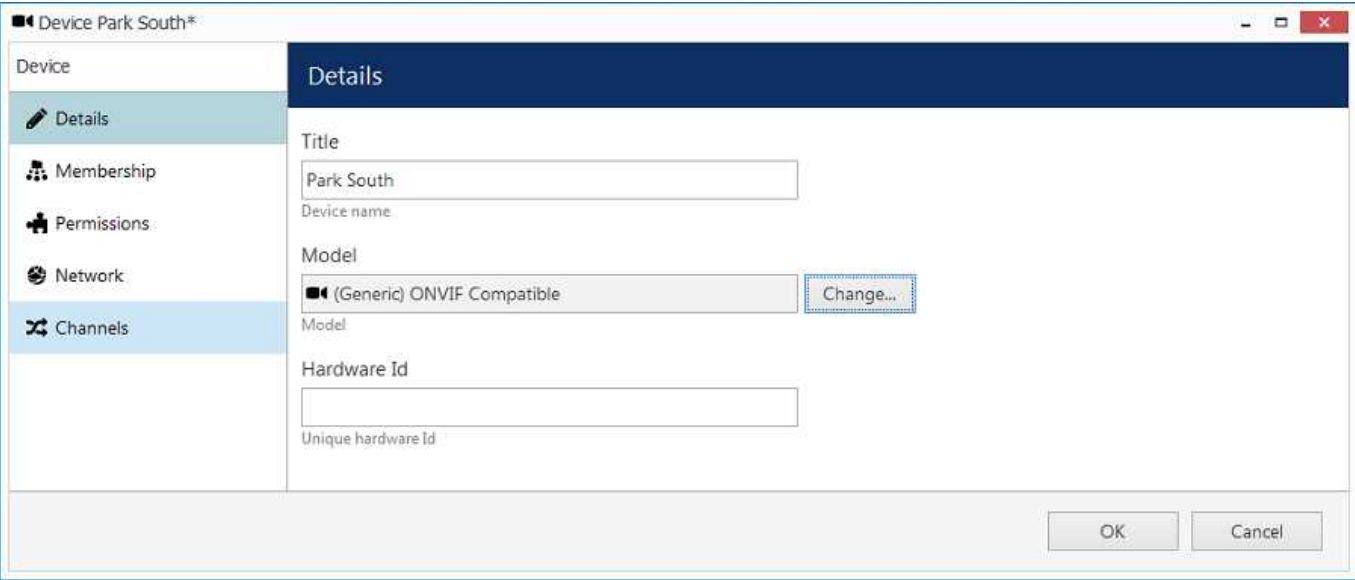 Device Park South*
Device
Details
Membership
Permissions
Network
Channels
Details
Title
Park South
Device name
Model
(Generic) ONVIF Compatible
Change...
Model
Hardware Id
Unique hardware Id
OK
Cancel